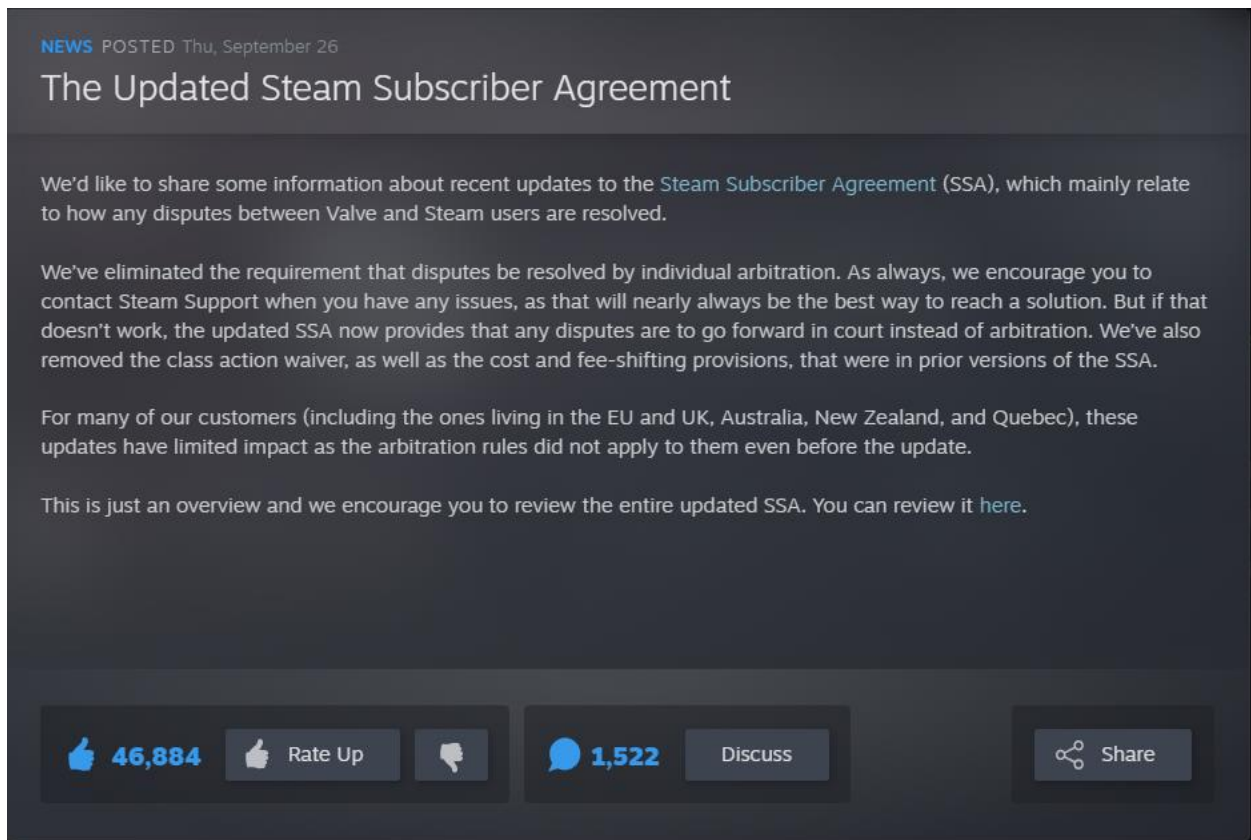 NEWS POSTED Thu, September 26
The Updated Steam Subscriber Agreement
We'd like to share some information about recent updates to the Steam Subscriber Agreement (SSA), which mainly relate
to how any disputes between Valve and Steam users are resolved.
We've eliminated the requirement that disputes be resolved by individual arbitration. As always, we encourage you to
contact Steam Support when you have any issues, as that will nearly always be the best way to reach a solution. But if that
doesn't work, the updated SSA now provides that any disputes are to go forward in court instead of arbitration. We've also
removed the class action waiver, as well as the cost and fee-shifting provisions, that were in prior versions of the SSA.
For many of our customers (including the ones living in the EU and UK, Australia, New Zealand, and Quebec), these
updates have limited impact as the arbitration rules did not apply to them even before the update.
This is just an overview and we encourage you to review the entire updated SSA. You can review it here.
46,884 Rate Up 1,522 Discuss Share